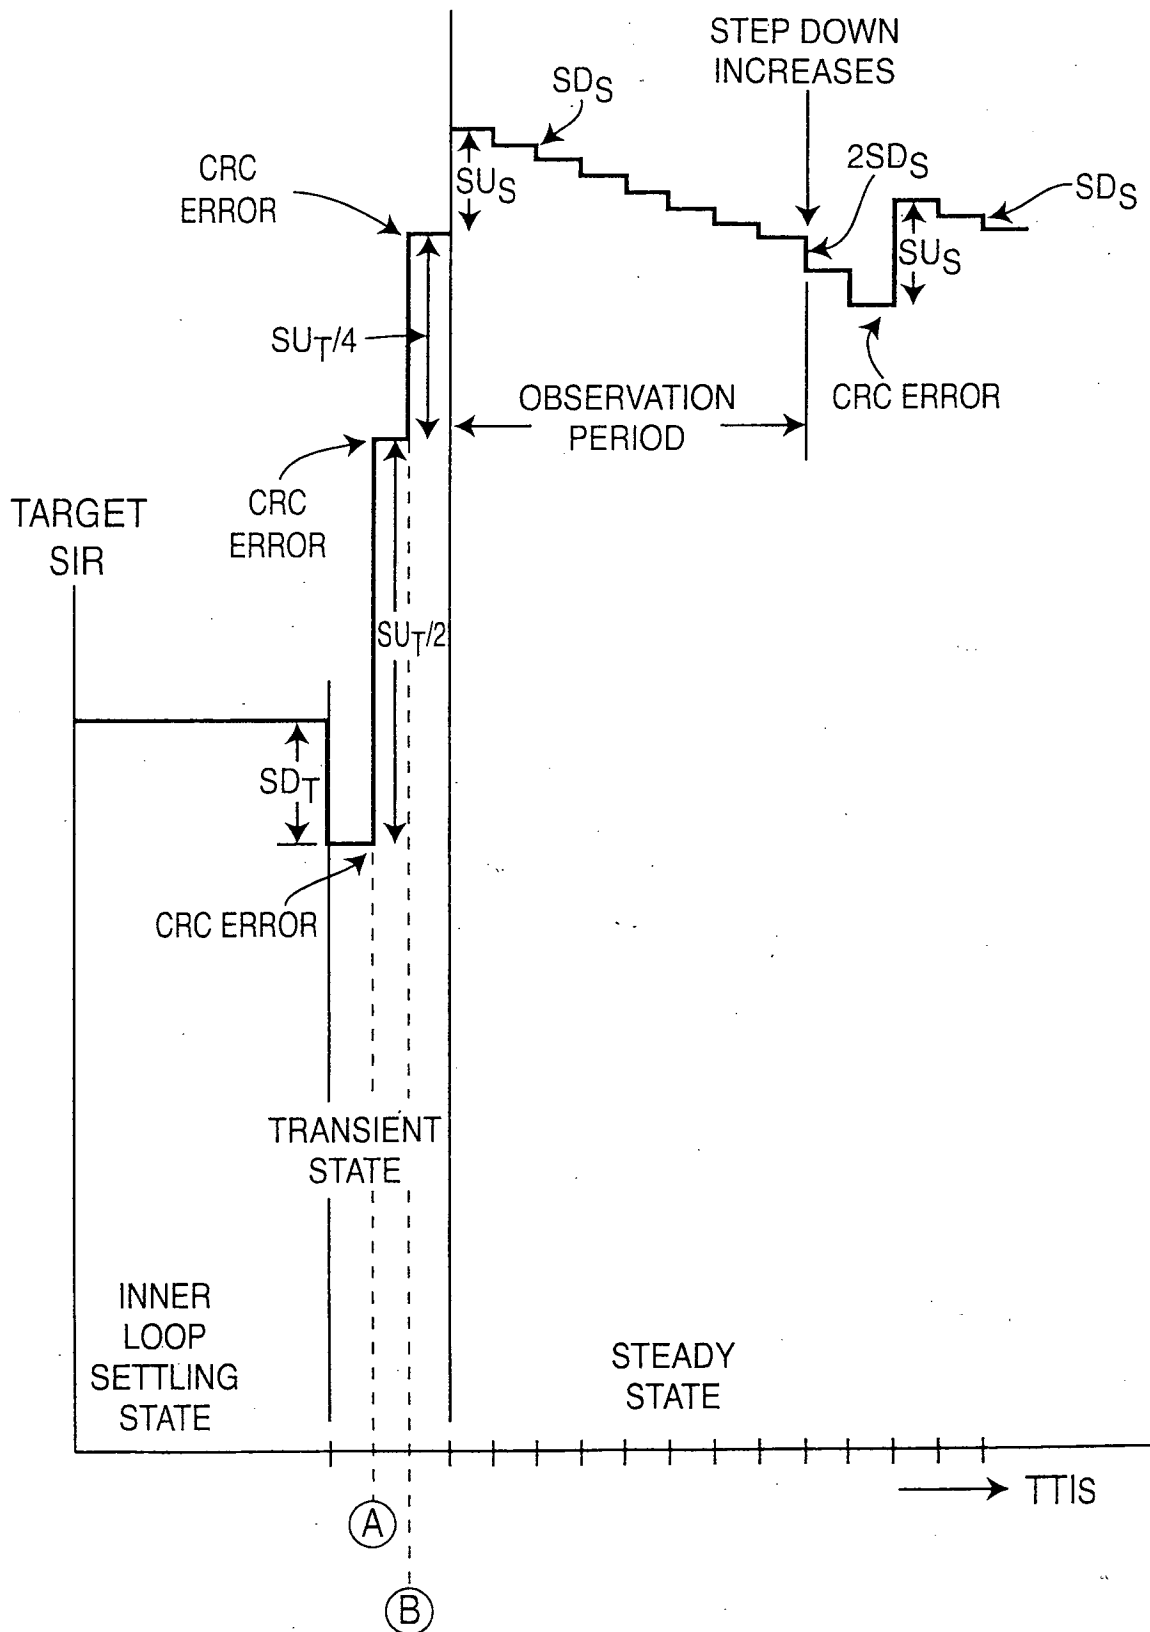 STEP DOWN
INCREASES
SDS
CRC
ERROR
SUS
2SDS
SDS
SUS
SUT/4
CRC ERROR
OBSERVATION
PERIOD
CRC
ERROR
TARGET
SIR
SUT/2
SDT
CRC ERROR
TRANSIENT
STATE
INNER
LOOP
SETTLING
STATE
STEADY
STATE
TTIS
A
B